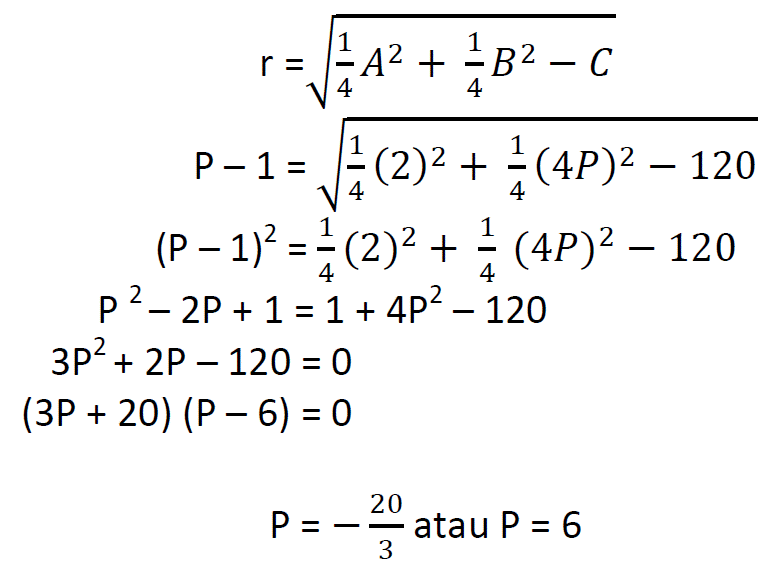 r = √(1/4 A² + 1/4 B² − C)
P – 1 = √(1/4 (2)² + 1/4 (4P)² − 120)
(P – 1)² = 1/4 (2)² + 1/4 (4P)² − 120
P ² – 2P + 1 = 1 + 4P² – 120
3P² + 2P – 120 = 0
(3P + 20) (P – 6) = 0
P = − 20/3 atau P = 6